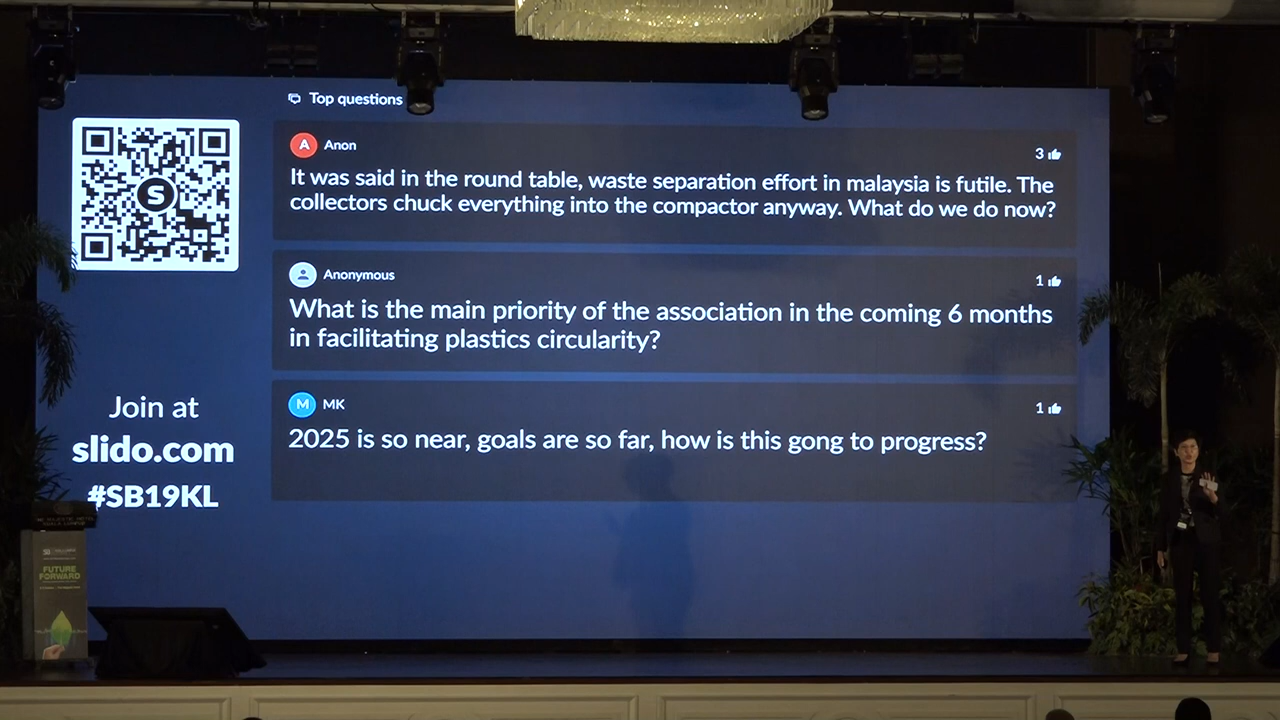 Top questions
A Anon
3
It was said in the round table, waste separation effort in malaysia is futile. The
collectors chuck everything into the compactor anyway. What do we do now?
Anonymous
1
What is the main priority of the association in the coming 6 months
in facilitating plastics circularity?
M MK
1
2025 is so near, goals are so far, how is this gong to progress?
S
Join at
slido.com
#SB19KL
FUTURE
FORWARD